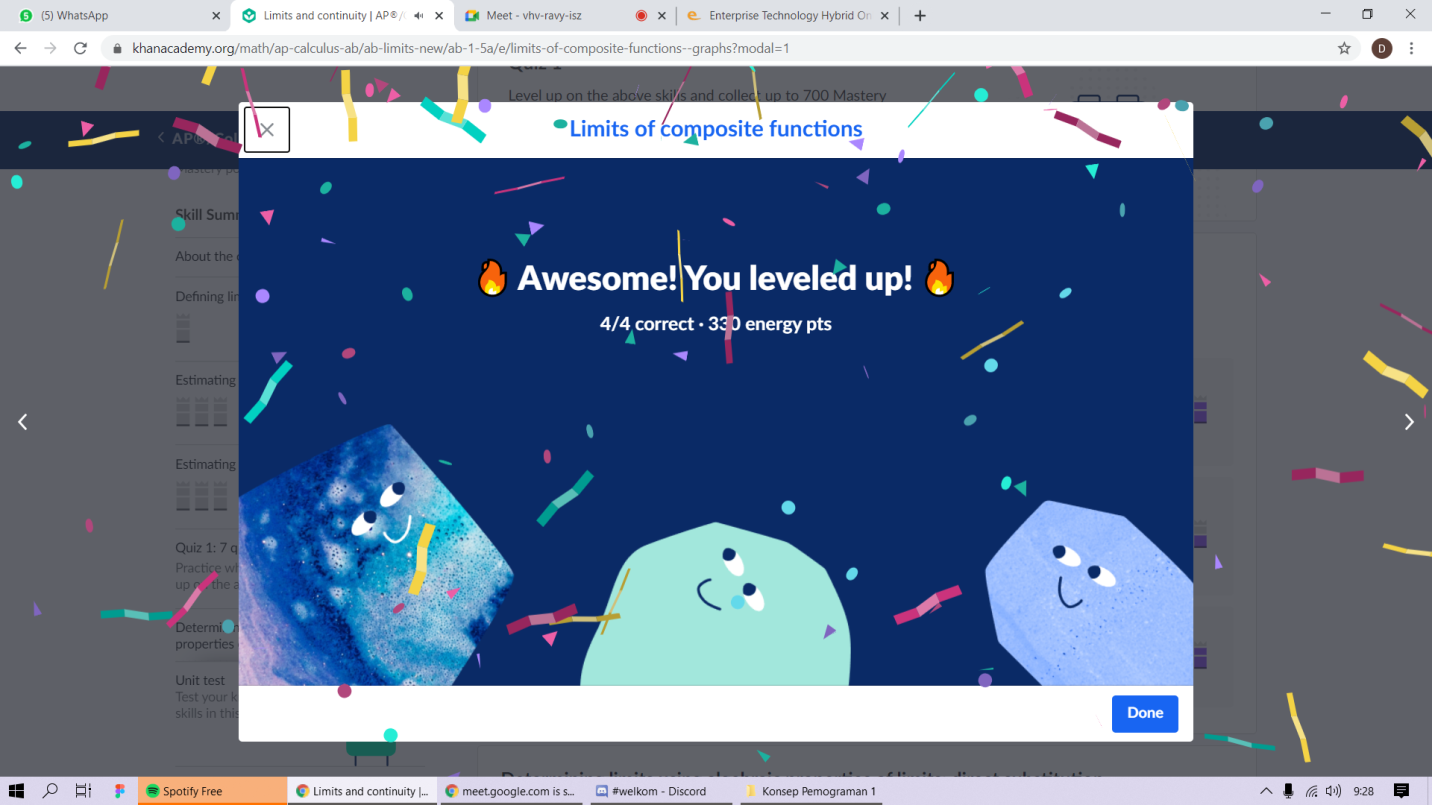 (5) WhatsApp
Limits and continuity | AP®︎/
Meet - vhv-ravy-isz
Enterprise Technology Hybrid On
khanacademy.org/math/ap-calculus-ab/ab-limits-new/ab-1-5a/e/limits-of-composite-functions--graphs?modal=1
D
Quiz 1
Level up on the above skills and collect up to 700 Mastery
Limits of composite functions
AP®︎
Skill Summ
About the
Defining li
Estimating
Estimating
Quiz 1: 7 q
Practice w
up on the a
Determin
properties
Unit test
Test your k
skills in this
Awesome! You leveled up!
4/4 correct · 330 energy pts
Done
Determining limits using algebraic properties of limits: direct substitution
Spotify Free
Limits and continuity |...
meet.google.com is s...
#welkom - Discord
Konsep Pemograman 1
9:28